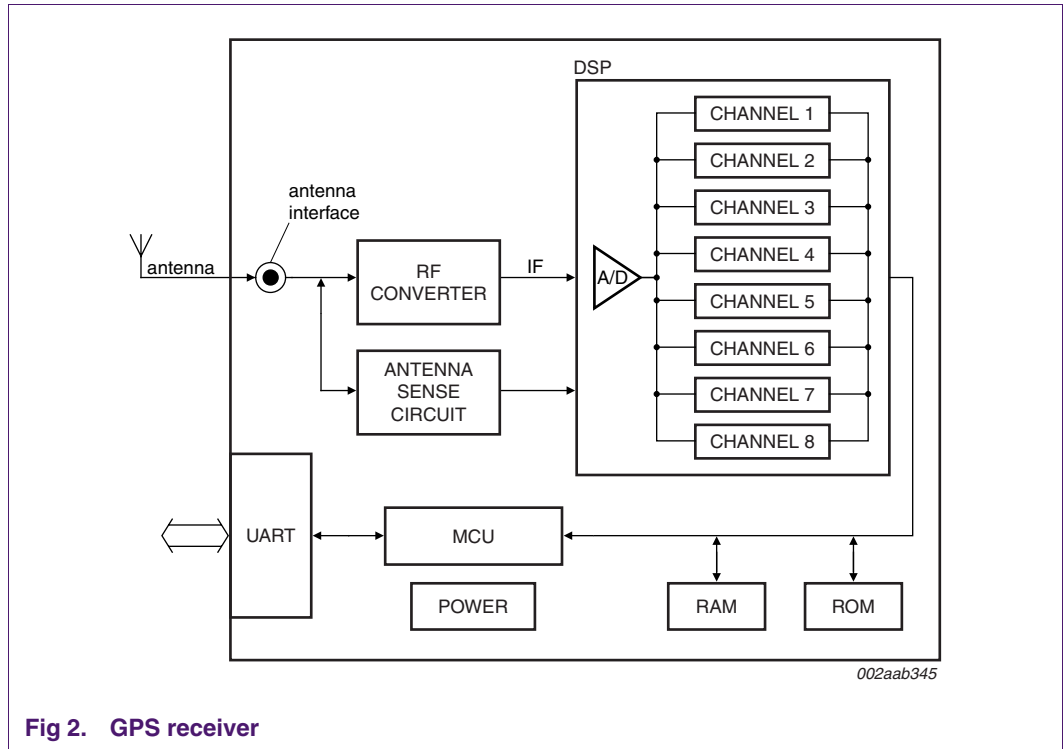 DSP
CHANNEL 1
CHANNEL 2
CHANNEL 3
CHANNEL 4
CHANNEL 5
CHANNEL 6
CHANNEL 7
CHANNEL 8
A/D
antenna
interface
antenna
RF
CONVERTER
IF
ANTENNA
SENSE
CIRCUIT
UART
MCU
POWER
RAM
ROM
002aab345
Fig 2. GPS receiver